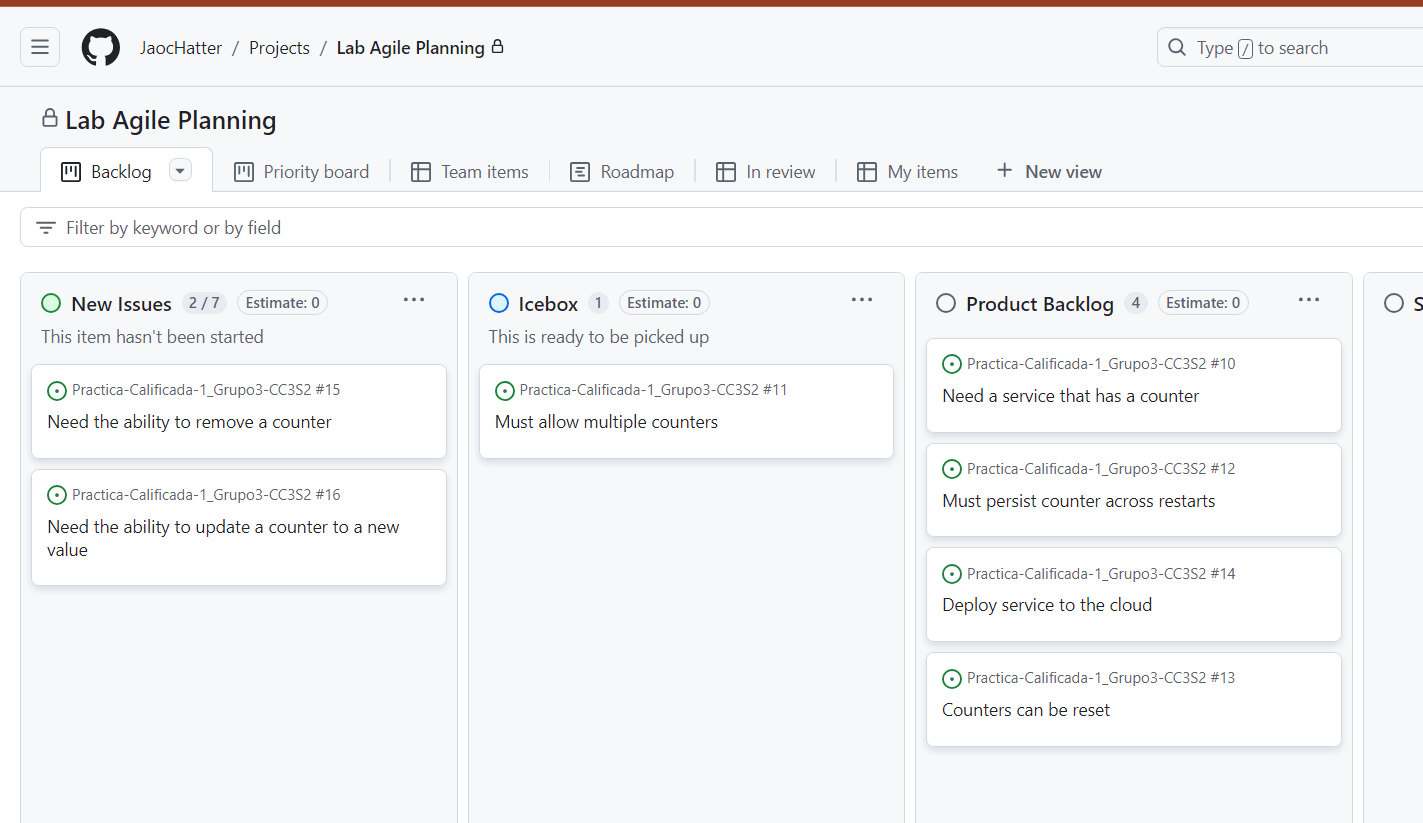 JaocHatter / Projects / Lab Agile Planning
Type / to search
Lab Agile Planning
Backlog
Priority board
Team items
Roadmap
In review
My items
+ New view
Filter by keyword or by field
New Issues 2 / 7 Estimate: 0
This item hasn't been started
Practica-Calificada-1_Grupo3-CC3S2 #15
Need the ability to remove a counter
Practica-Calificada-1_Grupo3-CC3S2 #16
Need the ability to update a counter to a new
value
Icebox 1 Estimate: 0
This is ready to be picked up
Practica-Calificada-1_Grupo3-CC3S2 #11
Must allow multiple counters
Product Backlog 4 Estimate: 0
Practica-Calificada-1_Grupo3-CC3S2 #10
Need a service that has a counter
Practica-Calificada-1_Grupo3-CC3S2 #12
Must persist counter across restarts
Practica-Calificada-1_Grupo3-CC3S2 #14
Deploy service to the cloud
Practica-Calificada-1_Grupo3-CC3S2 #13
Counters can be reset